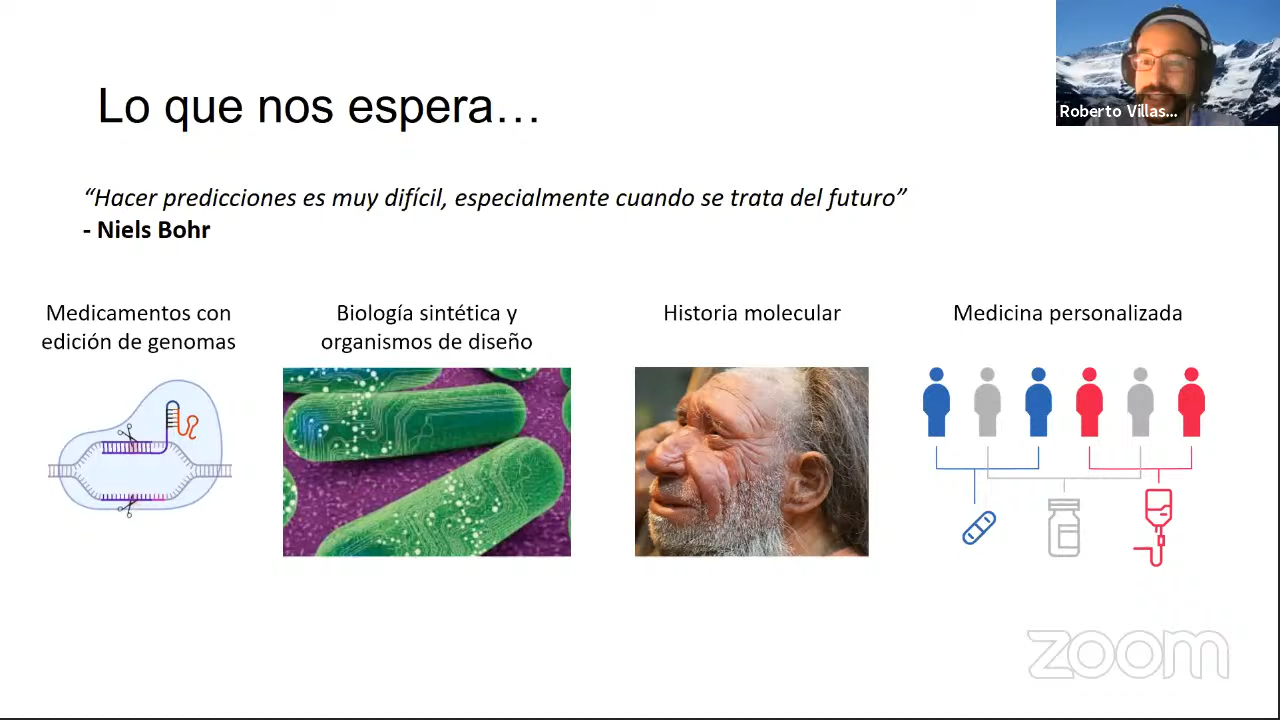 Lo que nos espera…
Roberto Villas...
“Hacer predicciones es muy difícil, especialmente cuando se trata del futuro”
- Niels Bohr
Medicamentos con
edición de genomas
Biología sintética y
organismos de diseño
Historia molecular
Medicina personalizada
zoom